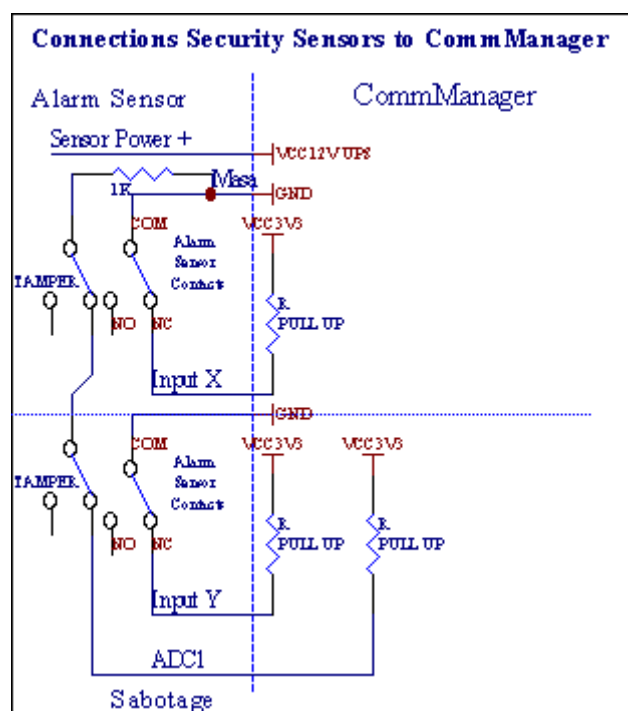 Connections Security Sensors to CommManager
Alarm Sensor
CommManager
Sensor Power +
VCC12V UPS
1K
Masa
GND
COM
VCC3V3
Alarm
Sensor
Contacts
TAMPER
R
PULL UP
NO
NC
Input X
GND
COM
VCC3V3
VCC3V3
Alarm
Sensor
Contacts
TAMPER
R
PULL UP
R
PULL UP
NO
NC
Input Y
ADC1
Sabotage